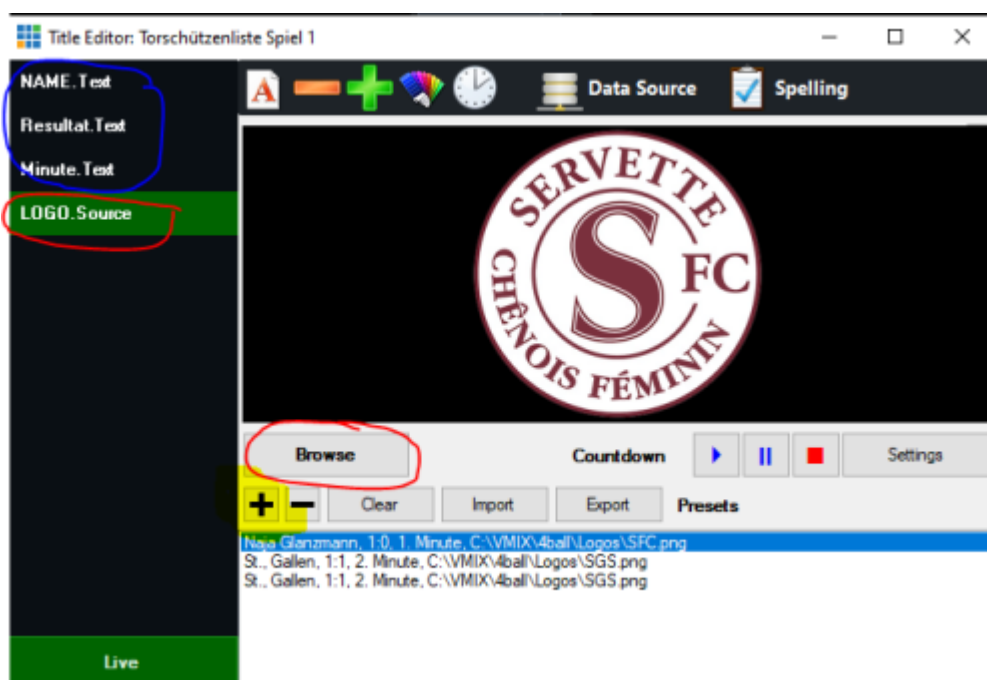 Title Editor: Torschützenliste Spiel 1
NAME.Text
Resultat.Text
Minute.Text
LOGO.Source
A
Data Source
Spelling
SERVETTE
S
FC
CHÊNOIS FÉMININ
Browse
Countdown
Settings
Clear
Import
Export
Presets
Naja Glanzmann, 1:0, 1. Minute, C:\VMIX\4ball\Logos\SFC.png
St., Gallen, 1:1, 2. Minute, C:\VMIX\4ball\Logos\SGS.png
St., Gallen, 1:1, 2. Minute, C:\VMIX\4ball\Logos\SGS.png
Live